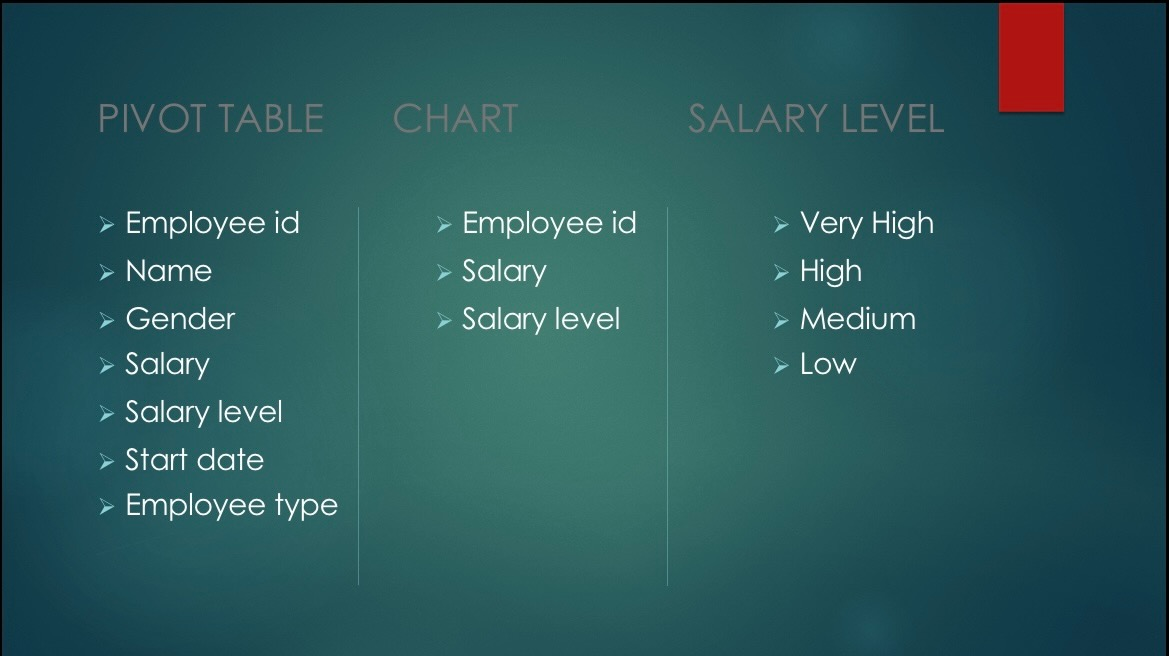 PIVOT TABLE
Employee id
Name
Gender
Salary
Salary level
Start date
Employee type
CHART
Employee id
Salary
Salary level
SALARY LEVEL
Very High
High
Medium
Low